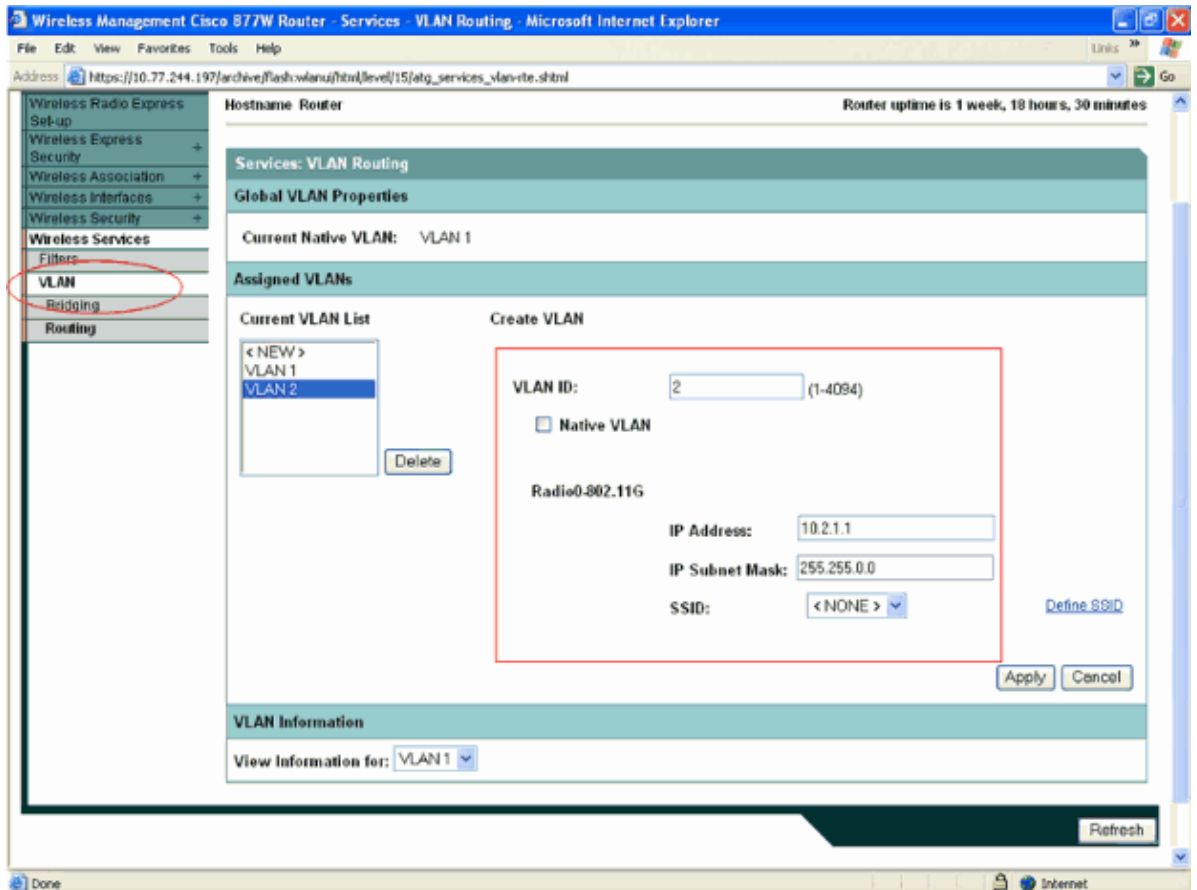 Wireless Management Cisco 877W Router - Services - VLAN Routing - Microsoft Internet Explorer
File Edit View Favorites Tools Help Links »
Address https://10.77.244.197/archive/flash:wlanui/html/level/15/atg_services_vlan-rte.shtml Go
Wireless Radio Express Set-up
Wireless Express Security +
Wireless Association +
Wireless Interfaces +
Wireless Security +
Wireless Services
Filters
VLAN
Bridging
Routing
Hostname Router Router uptime is 1 week, 18 hours, 30 minutes
Services: VLAN Routing
Global VLAN Properties
Current Native VLAN: VLAN 1
Assigned VLANs
Current VLAN List
< NEW >
VLAN 1
VLAN 2
Delete
Create VLAN
VLAN ID: 2 (1-4094)
Native VLAN
Radio0-802.11G
IP Address: 10.2.1.1
IP Subnet Mask: 255.255.0.0
SSID: < NONE > Define SSID
Apply Cancel
VLAN Information
View Information for: VLAN 1
Refresh
Done Internet